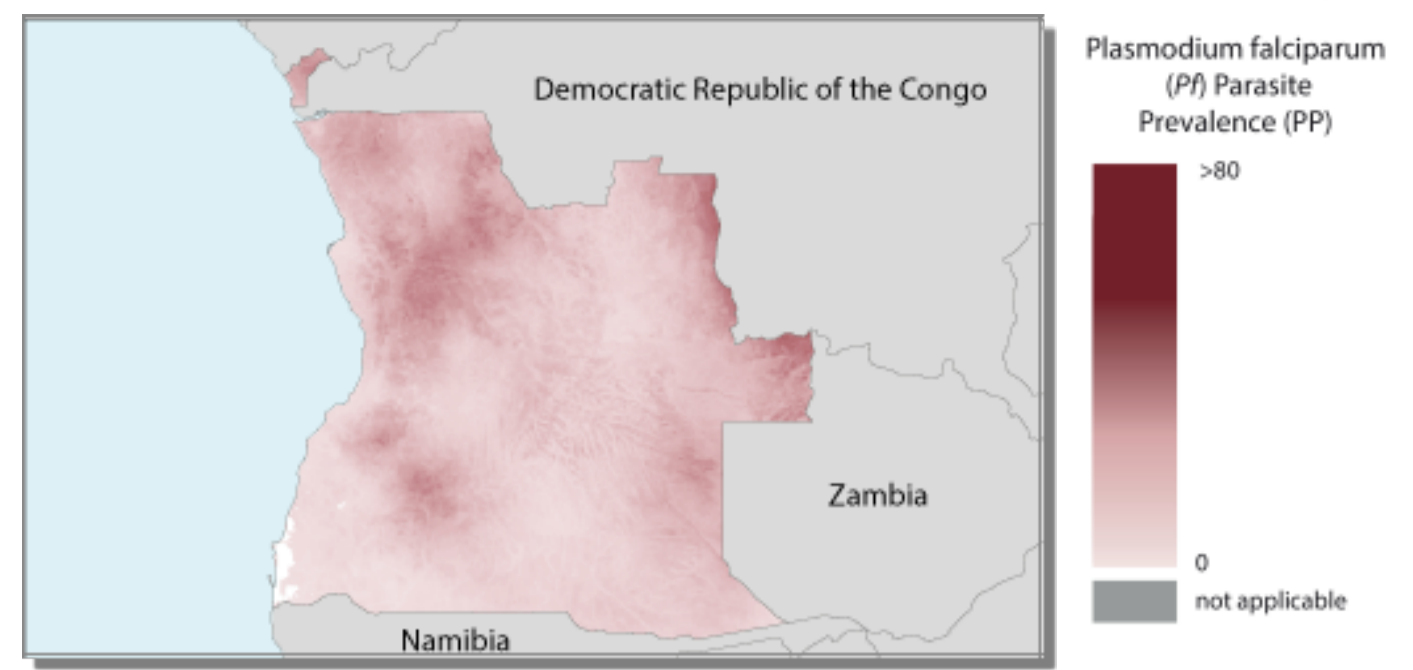 Democratic Republic of the Congo
Zambia
Namibia
Plasmodium falciparum
(Pf) Parasite
Prevalence (PP)
>80
0
not applicable